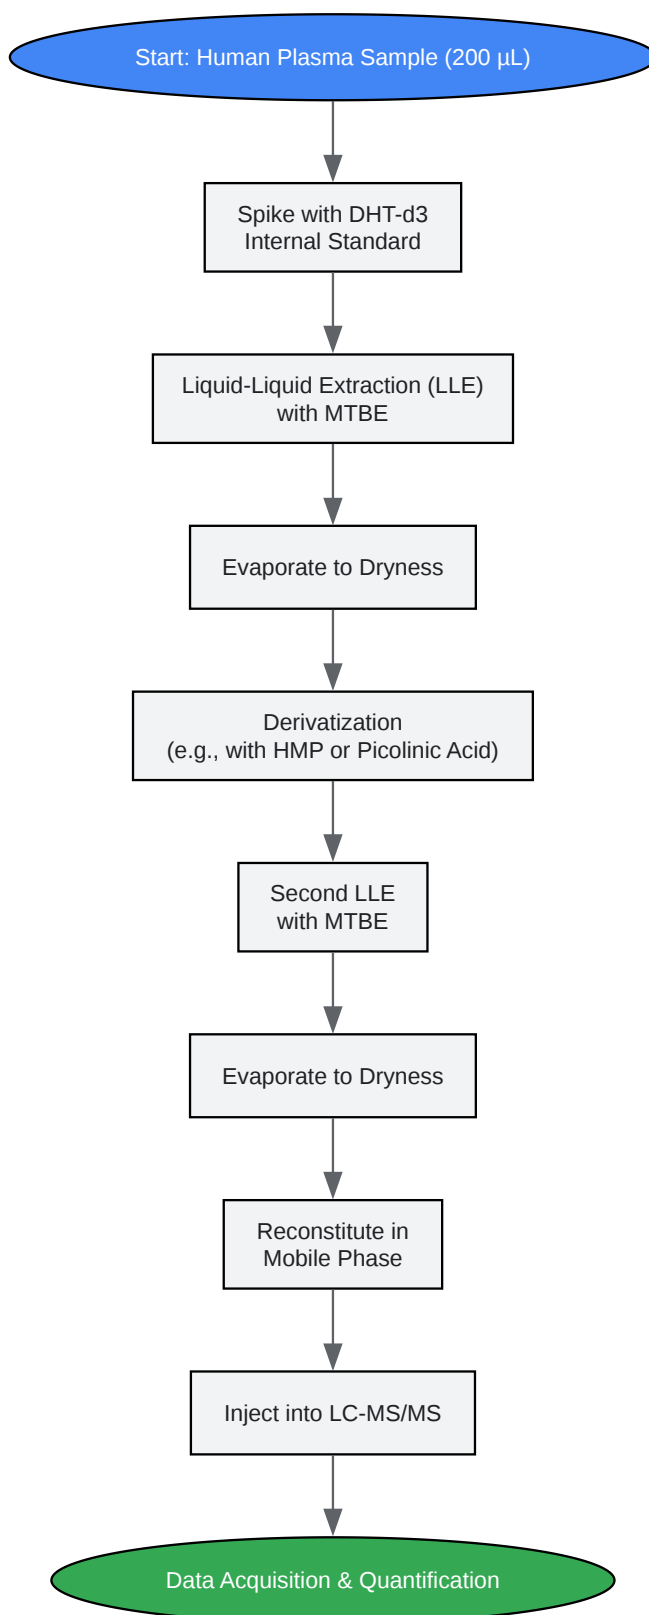 Start: Human Plasma Sample (200 µL)
Spike with DHT-d3
Internal Standard
Liquid-Liquid Extraction (LLE)
with MTBE
Evaporate to Dryness
Derivatization
(e.g., with HMP or Picolinic Acid)
Second LLE
with MTBE
Evaporate to Dryness
Reconstitute in
Mobile Phase
Inject into LC-MS/MS
Data Acquisition & Quantification